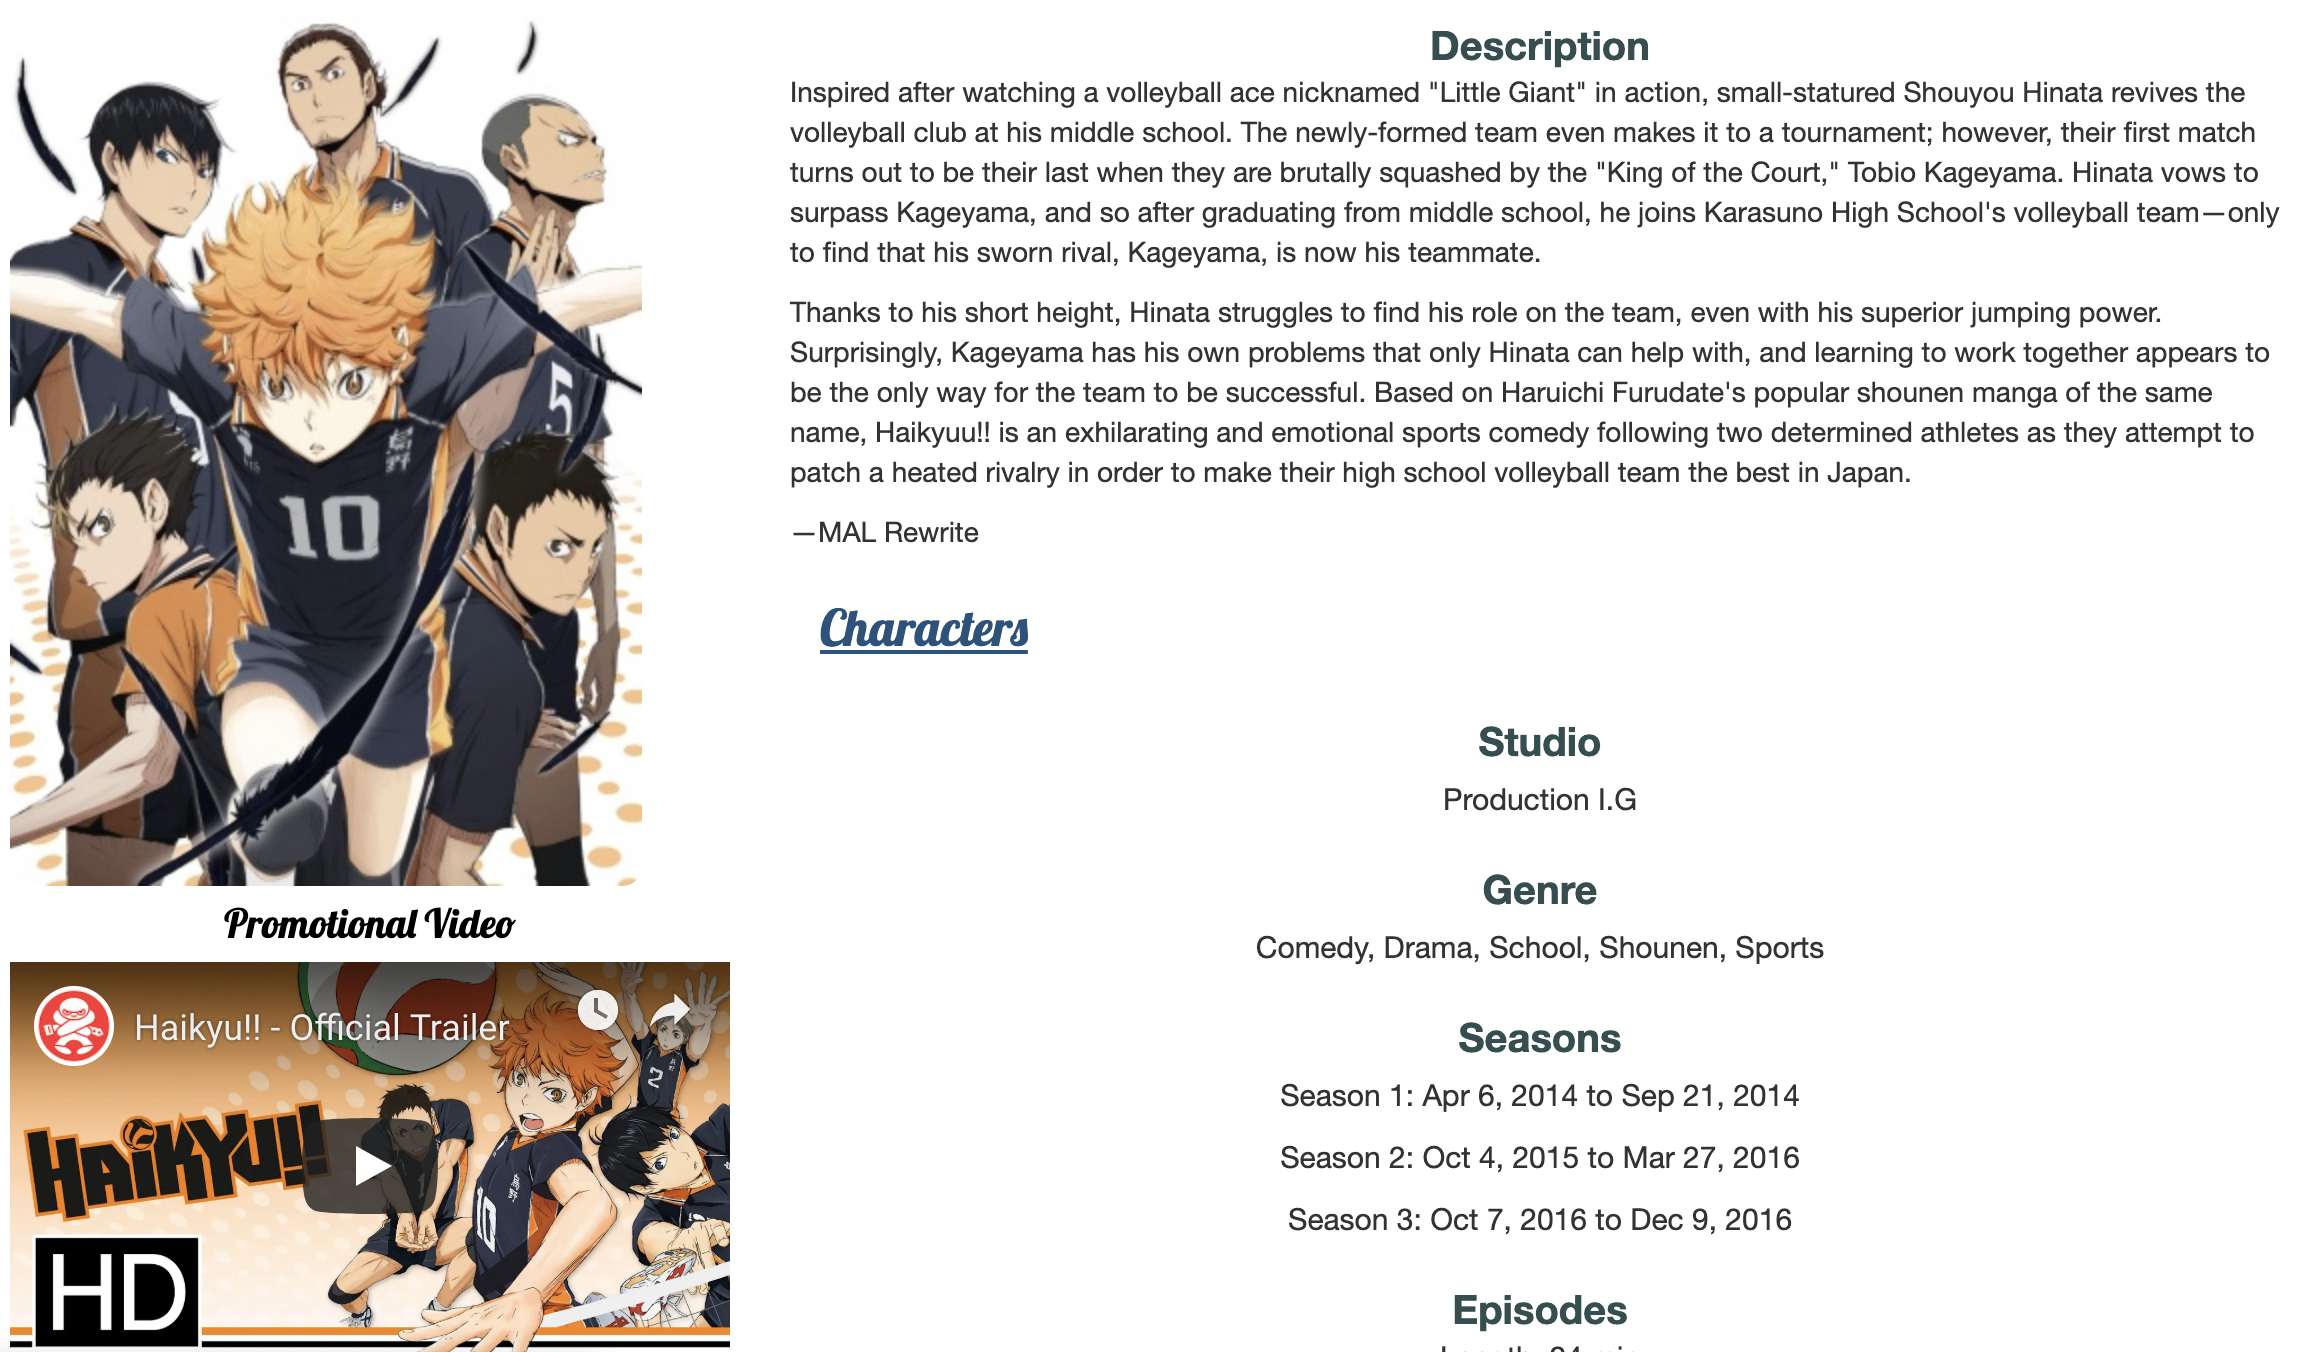 5
烏野
10
Promotional Video
Haikyu!! - Official Trailer
2
HAIKYU!!
1
10
HD
Description
Inspired after watching a volleyball ace nicknamed "Little Giant" in action, small-statured Shouyou Hinata revives the
volleyball club at his middle school. The newly-formed team even makes it to a tournament; however, their first match
turns out to be their last when they are brutally squashed by the "King of the Court," Tobio Kageyama. Hinata vows to
surpass Kageyama, and so after graduating from middle school, he joins Karasuno High School's volleyball team—only
to find that his sworn rival, Kageyama, is now his teammate.
Thanks to his short height, Hinata struggles to find his role on the team, even with his superior jumping power.
Surprisingly, Kageyama has his own problems that only Hinata can help with, and learning to work together appears to
be the only way for the team to be successful. Based on Haruichi Furudate's popular shounen manga of the same
name, Haikyuu!! is an exhilarating and emotional sports comedy following two determined athletes as they attempt to
patch a heated rivalry in order to make their high school volleyball team the best in Japan.
—MAL Rewrite
Characters
Studio
Production I.G
Genre
Comedy, Drama, School, Shounen, Sports
Seasons
Season 1: Apr 6, 2014 to Sep 21, 2014
Season 2: Oct 4, 2015 to Mar 27, 2016
Season 3: Oct 7, 2016 to Dec 9, 2016
Episodes